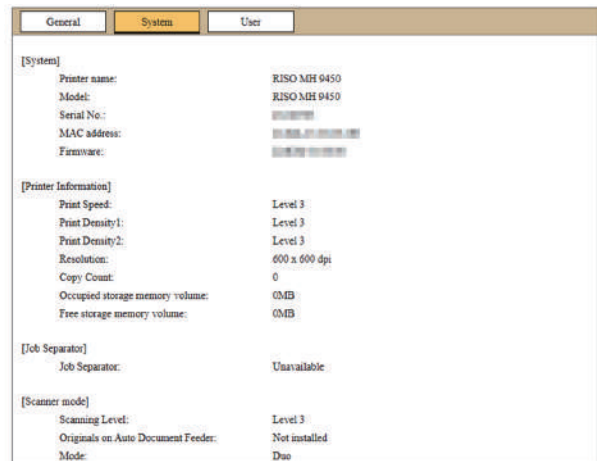 General System User
[System]
Printer name: RISO MH 9450
Model: RISO MH 9450
Serial No.:
MAC address:
Firmware:
[Printer Information]
Print Speed: Level 3
Print Density1: Level 3
Print Density2: Level 3
Resolution: 600 x 600 dpi
Copy Count: 0
Occupied storage memory volume: 0MB
Free storage memory volume: 0MB
[Job Separator]
Job Separator: Unavailable
[Scanner mode]
Scanning Level: Level 3
Originals on Auto Document Feeder: Not installed
Mode: Duo